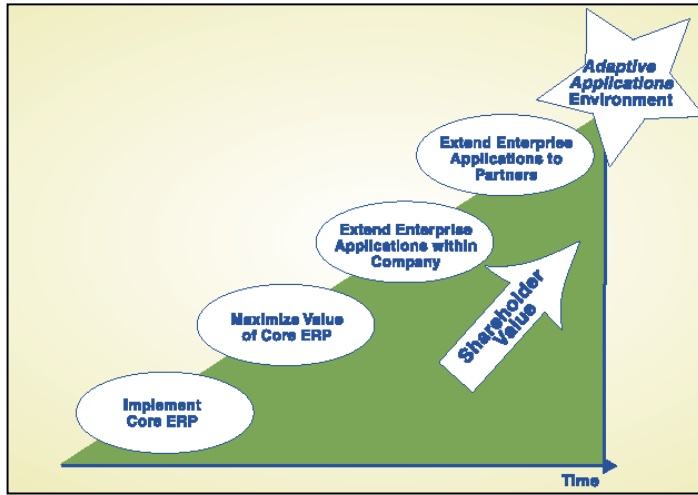 Adaptive
Applications
Environment
Extend Enterprise
Applications to
Partners
Extend Enterprise
Applications within
Company
Maximize Value
of Core ERP
Implement
Core ERP
Shareholder
Value
Time